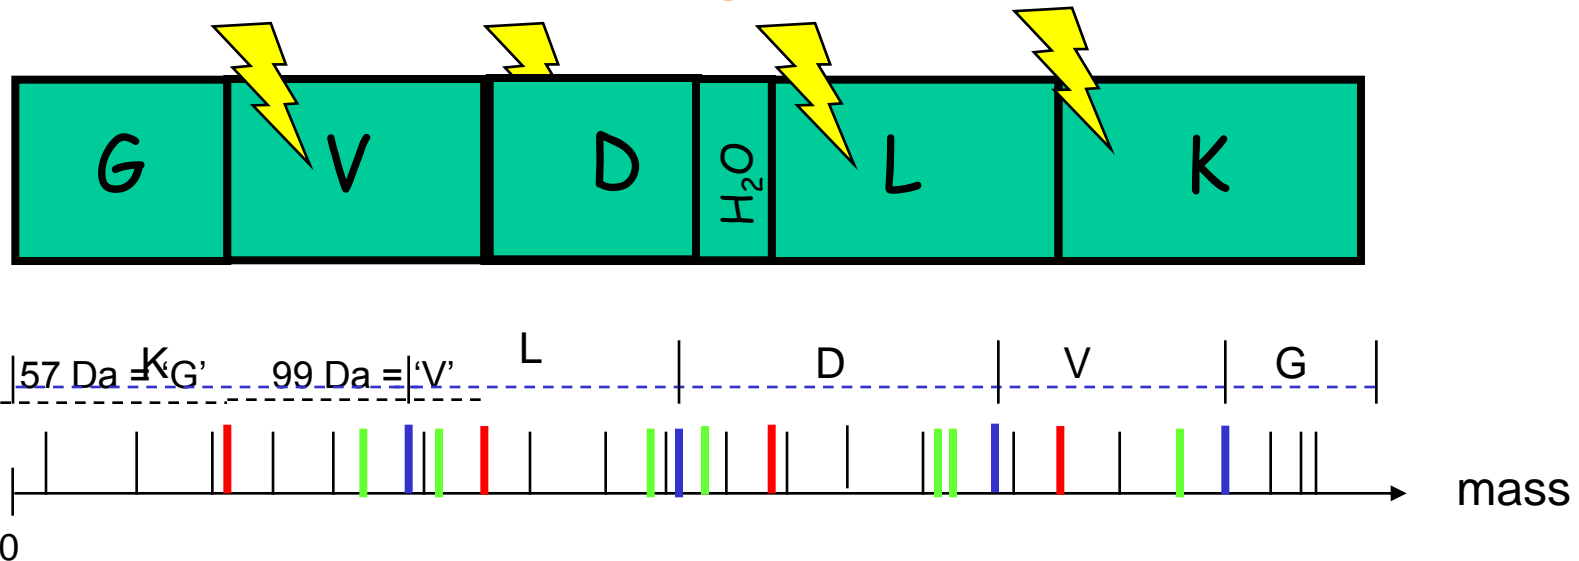 G V D H₂O L K
K L D V G
57 Da = ‘G’ 99 Da = ‘V’
mass
0